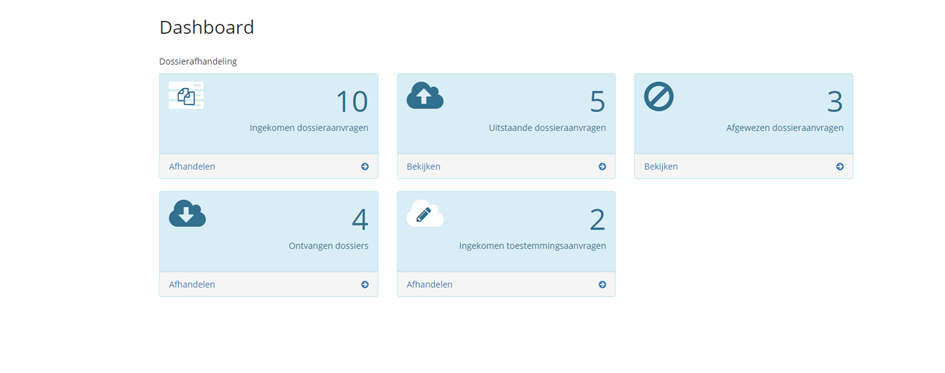 Dashboard
Dossierafhandeling
10
Ingekomen dossieraanvragen
Afhandelen
5
Uitstaande dossieraanvragen
Bekijken
3
Afgewezen dossieraanvragen
Bekijken
4
Ontvangen dossiers
Afhandelen
2
Ingekomen toestemmingsaanvragen
Afhandelen